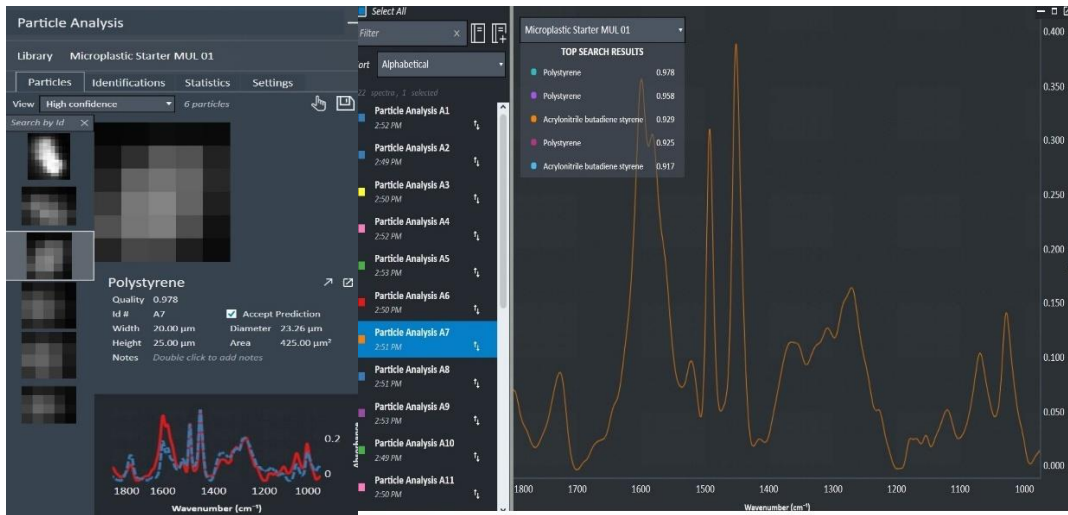 Particle Analysis
Library Microplastic Starter MUL 01
Particles Identifications Statistics Settings
View High confidence 6 particles
Search by Id X
Polystyrene
Quality 0.978
Id # A7 Accept Prediction
Width 20.00 µm Diameter 23.26 µm
Height 25.00 µm Area 425.00 µm²
Notes Double click to add notes
0.2
0
1800 1600 1400 1200 1000
Wavenumber (cm⁻¹)
Select All
Filter X
ort Alphabetical
22 spectra, 1 selected
Particle Analysis A1
2:52 PM
Particle Analysis A2
2:49 PM
Particle Analysis A3
2:50 PM
Particle Analysis A4
2:52 PM
Particle Analysis A5
2:53 PM
Particle Analysis A6
2:50 PM
Particle Analysis A7
2:51 PM
Particle Analysis A8
2:51 PM
Particle Analysis A9
2:53 PM
Particle Analysis A10
2:49 PM
Particle Analysis A11
2:50 PM
Absorbance
Microplastic Starter MUL 01
TOP SEARCH RESULTS
Polystyrene 0.978
Polystyrene 0.958
Acrylonitrile butadiene styrene 0.929
Polystyrene 0.925
Acrylonitrile butadiene styrene 0.917
0.400
0.350
0.300
0.250
0.200
0.150
0.100
0.050
0.000
1800 1700 1600 1500 1400 1300 1200 1100 1000
Wavenumber (cm⁻¹)